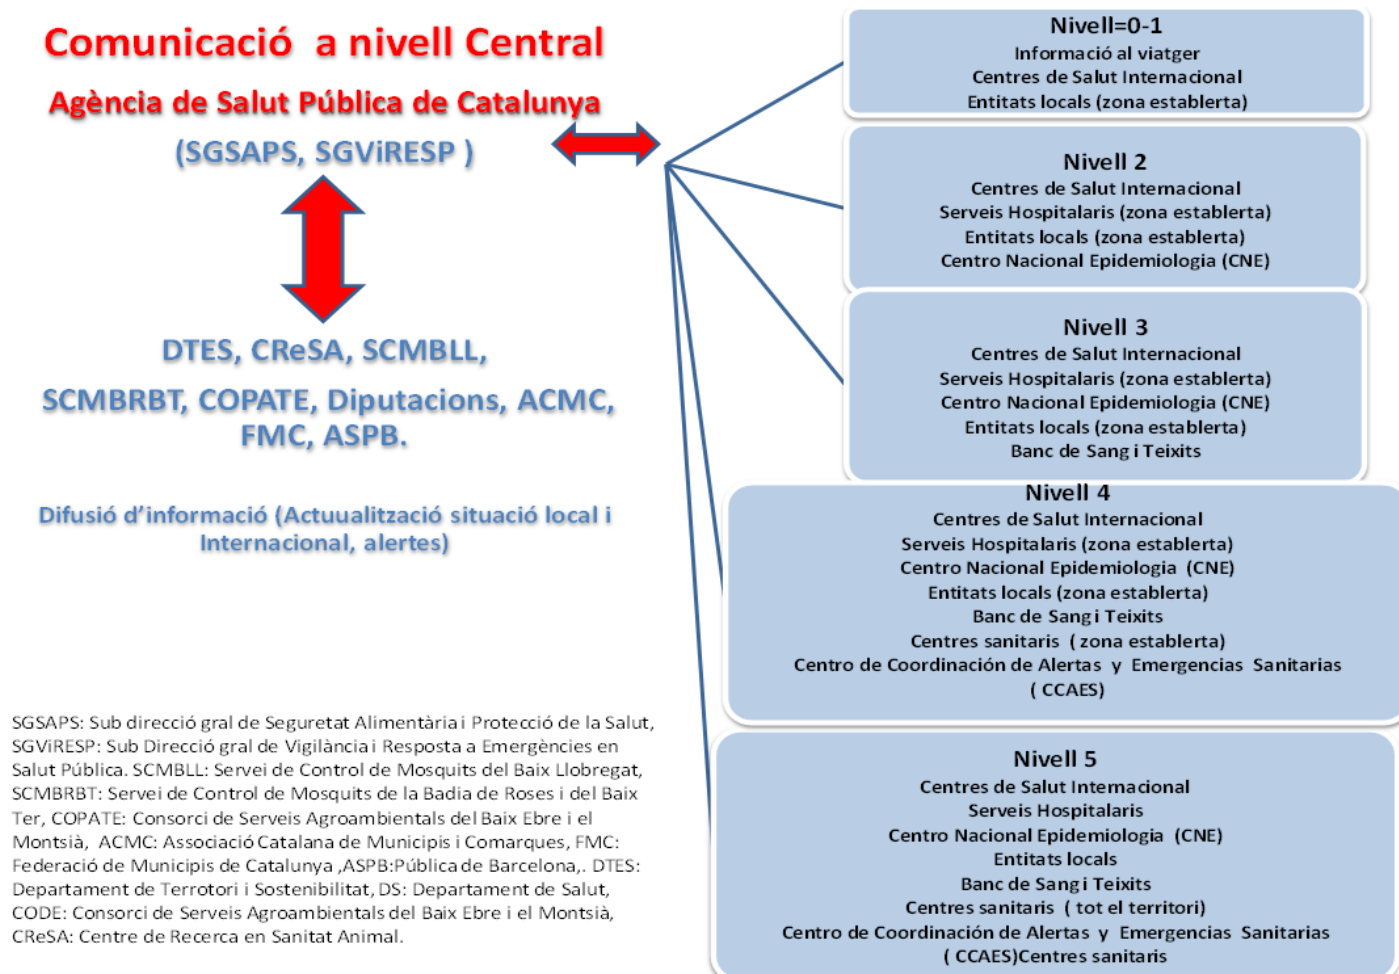 Comunicació a nivell Central
Agència de Salut Pública de Catalunya
(SGSAPS, SGViRESP )
DTES, CReSA, SCMBLL,
SCMBRBT, COPATE, Diputacions, ACMC,
FMC, ASPB.
Difusió d’informació (Actuualització situació local i
Internacional, alertes)
SGSAPS: Sub direcció gral de Seguretat Alimentària i Protecció de la Salut,
SGViRESP: Sub Direcció gral de Vigilància i Resposta a Emergències en
Salut Pública. SCMBLL: Servei de Control de Mosquits del Baix Llobregat,
SCMBRBT: Servei de Control de Mosquits de la Badia de Roses i del Baix
Ter, COPATE: Consorci de Serveis Agroambientals del Baix Ebre i el
Montsià, ACMC: Associació Catalana de Municipis i Comarques, FMC:
Federació de Municipis de Catalunya ,ASPB:Pública de Barcelona,. DTES:
Departament de Terrotori i Sostenibilitat, DS: Departament de Salut,
CODE: Consorci de Serveis Agroambientals del Baix Ebre i el Montsià,
CReSA: Centre de Recerca en Sanitat Animal.
Nivell=0-1
Informació al viatger
Centres de Salut Internacional
Entitats locals (zona establerta)
Nivell 2
Centres de Salut Internacional
Serveis Hospitalaris (zona establerta)
Entitats locals (zona establerta)
Centro Nacional Epidemiologia (CNE)
Nivell 3
Centres de Salut Internacional
Serveis Hospitalaris (zona establerta)
Centro Nacional Epidemiologia (CNE)
Entitats locals (zona establerta)
Banc de Sang i Teixits
Nivell 4
Centres de Salut Internacional
Serveis Hospitalaris (zona establerta)
Centro Nacional Epidemiologia (CNE)
Entitats locals (zona establerta)
Banc de Sang i Teixits
Centres sanitaris ( zona establerta)
Centro de Coordinación de Alertas y Emergencias Sanitarias
( CCAES)
Nivell 5
Centres de Salut Internacional
Serveis Hospitalaris
Centro Nacional Epidemiologia (CNE)
Entitats locals
Banc de Sang i Teixits
Centres sanitaris ( tot el territori)
Centro de Coordinación de Alertas y Emergencias Sanitarias
( CCAES)Centres sanitaris